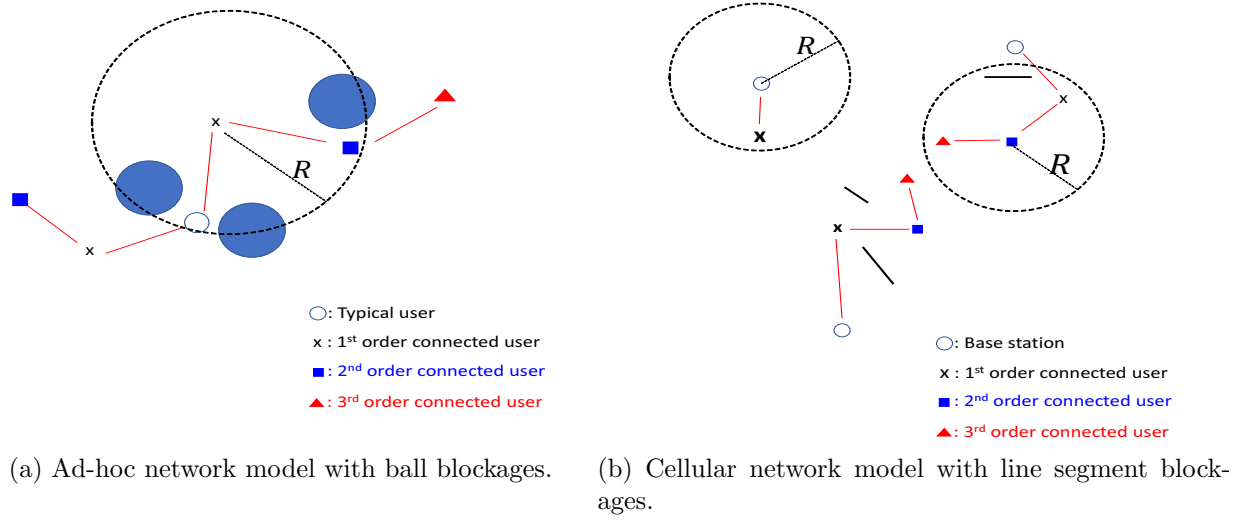 R
x
R
x
x
R
x
x
○: Typical user
x : 1st order connected user
■: 2nd order connected user
▲: 3rd order connected user
○: Base station
x : 1st order connected user
■: 2nd order connected user
▲: 3rd order connected user
(a) Ad-hoc network model with ball blockages.
(b) Cellular network model with line segment block-
ages.